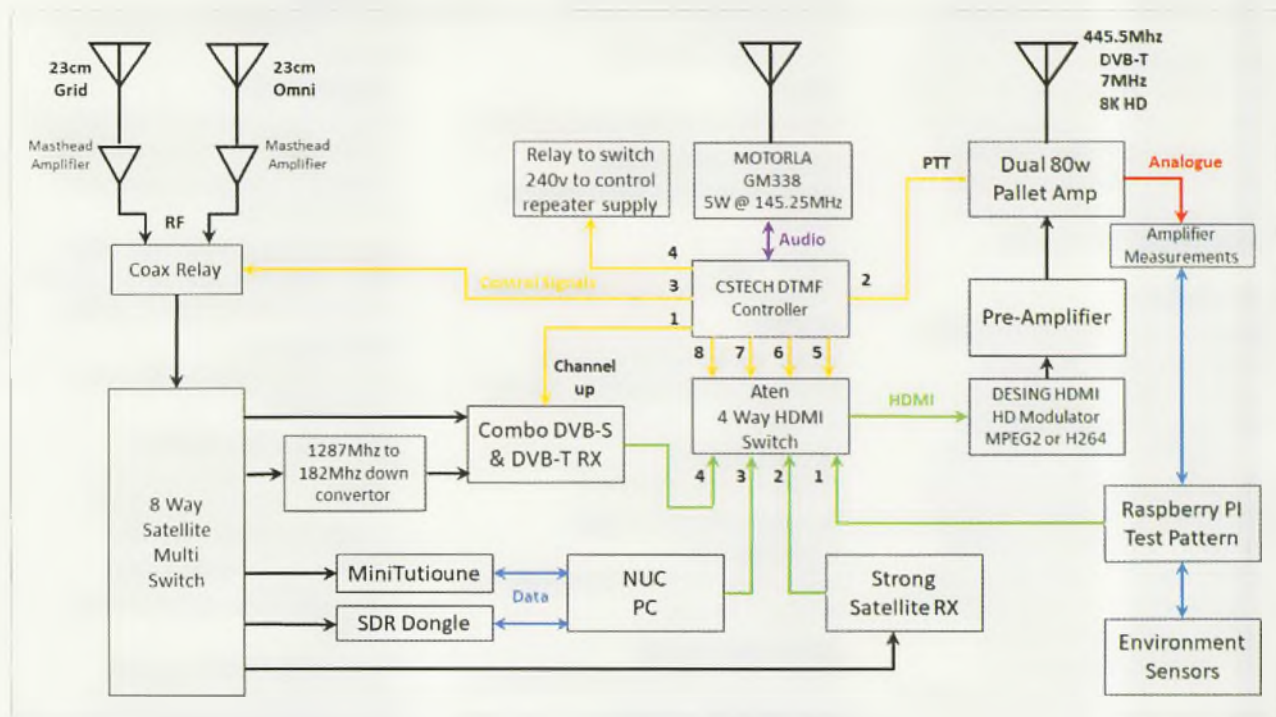 23cm
Grid
23cm
Omni
445.5Mhz
DVB-T
7MHz
8K HD
Masthead
Amplifier
Masthead
Amplifier
Relay to switch
240v to control
repeater supply
MOTORLA
GM338
5W @ 145.25MHz
PTT
Dual 80w
Pallet Amp
Analogue
RF
Audio
Amplifier
Measurements
Coax Relay
Control Signals
4
3
1
CSTECH DTMF
Controller
2
Pre-Amplifier
8
7
6
5
Channel
up
Aten
4 Way HDMI
Switch
HDMI
DESING HDMI
HD Modulator
MPEG2 or H264
Combo DVB-S
& DVB-T RX
1287Mhz to
182Mhz down
convertor
4
3
2
1
8 Way
Satellite
Multi
Switch
Raspberry PI
Test Pattern
MiniTutioune
Data
SDR Dongle
NUC
PC
Strong
Satellite RX
Environment
Sensors